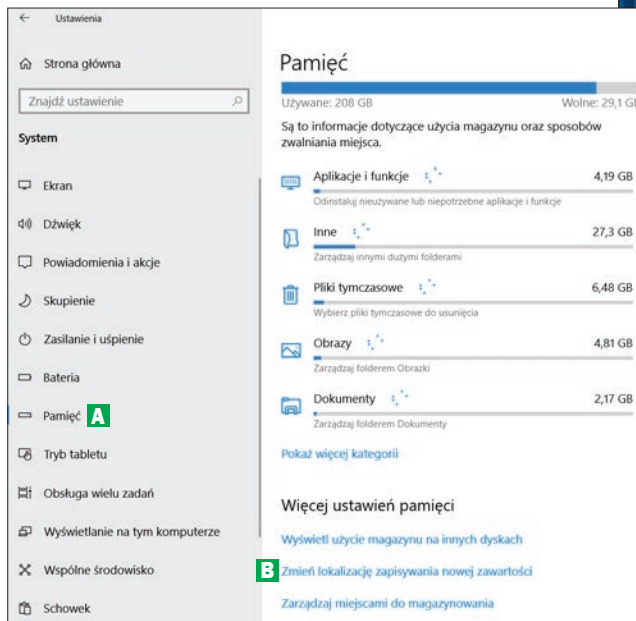 Ustawienia
Strona główna
Znajdź ustawienie
System
Ekran
Dźwięk
Powiadomienia i akcje
Skupienie
Zasilanie i uśpienie
Bateria
Pamięć A
Tryb tabletu
Obsługa wielu zadań
Wyświetlanie na tym komputerze
Wspólne środowisko
Schowek
Pamięć
Używane: 208 GB Wolne: 29,1 GB
Są to informacje dotyczące użycia magazynu oraz sposobów
zwalniania miejsca.
Aplikacje i funkcje 4,19 GB
Odinstaluj nieużywane lub niepotrzebne aplikacje i funkcje
Inne 27,3 GB
Zarządzaj innymi dużymi folderami
Pliki tymczasowe 6,48 GB
Wybierz pliki tymczasowe do usunięcia
Obrazy 4,81 GB
Zarządzaj folderem Obrazki
Dokumenty 2,17 GB
Zarządzaj folderem Dokumenty
Pokaż więcej kategorii
Więcej ustawień pamięci
Wyświetl użycie magazynu na innych dyskach
B Zmień lokalizację zapisywania nowej zawartości
Zarządzaj miejscami do magazynowania